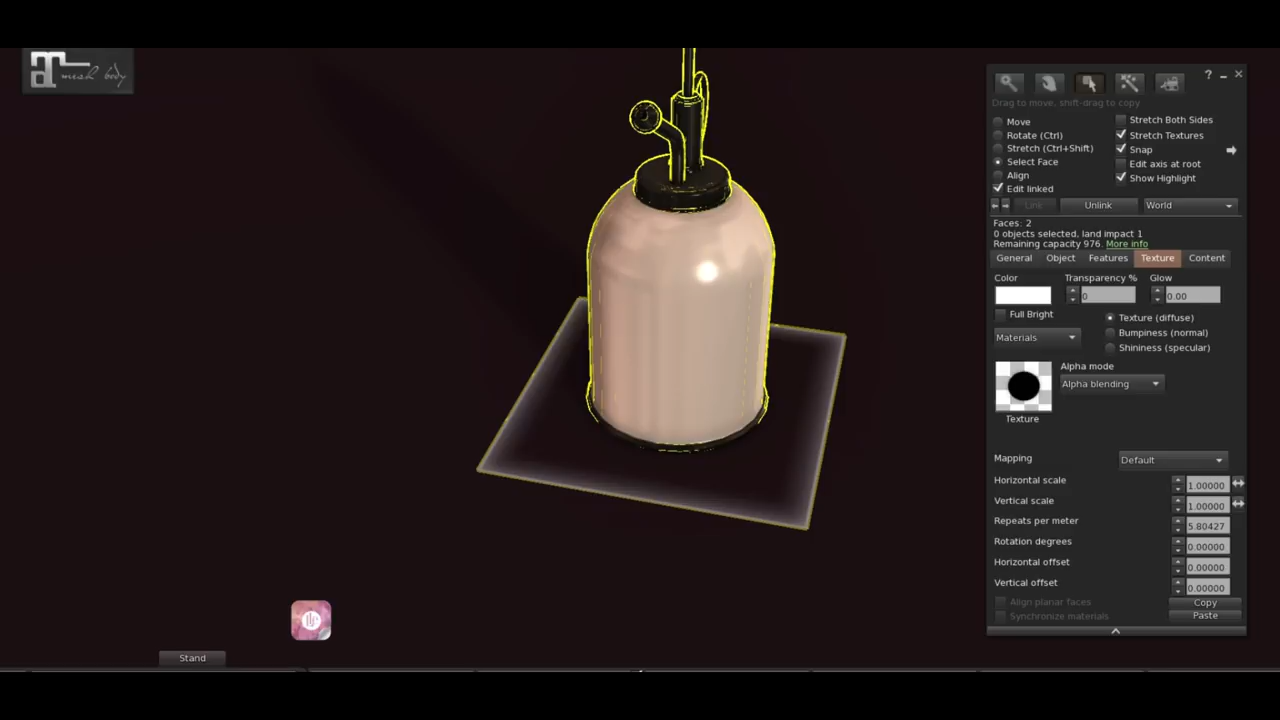 mesh body
? _ ×
Drag to move, shift-drag to copy
Move
Rotate (Ctrl)
Stretch (Ctrl+Shift)
Select Face
Align
Edit linked
Stretch Both Sides
Stretch Textures
Snap
Edit axis at root
Show Highlight
Link Unlink World
Faces: 2
0 objects selected, land impact 1
Remaining capacity 976. More info
General Object Features Texture Content
Color Transparency % Glow
0 0.00
Full Bright
Materials
Texture (diffuse)
Bumpiness (normal)
Shininess (specular)
Alpha mode
Alpha blending
Texture
Mapping Default
Horizontal scale 1.00000
Vertical scale 1.00000
Repeats per meter 5.80427
Rotation degrees 0.00000
Horizontal offset 0.00000
Vertical offset 0.00000
Align planar faces Copy
Synchronize materials Paste
Stand